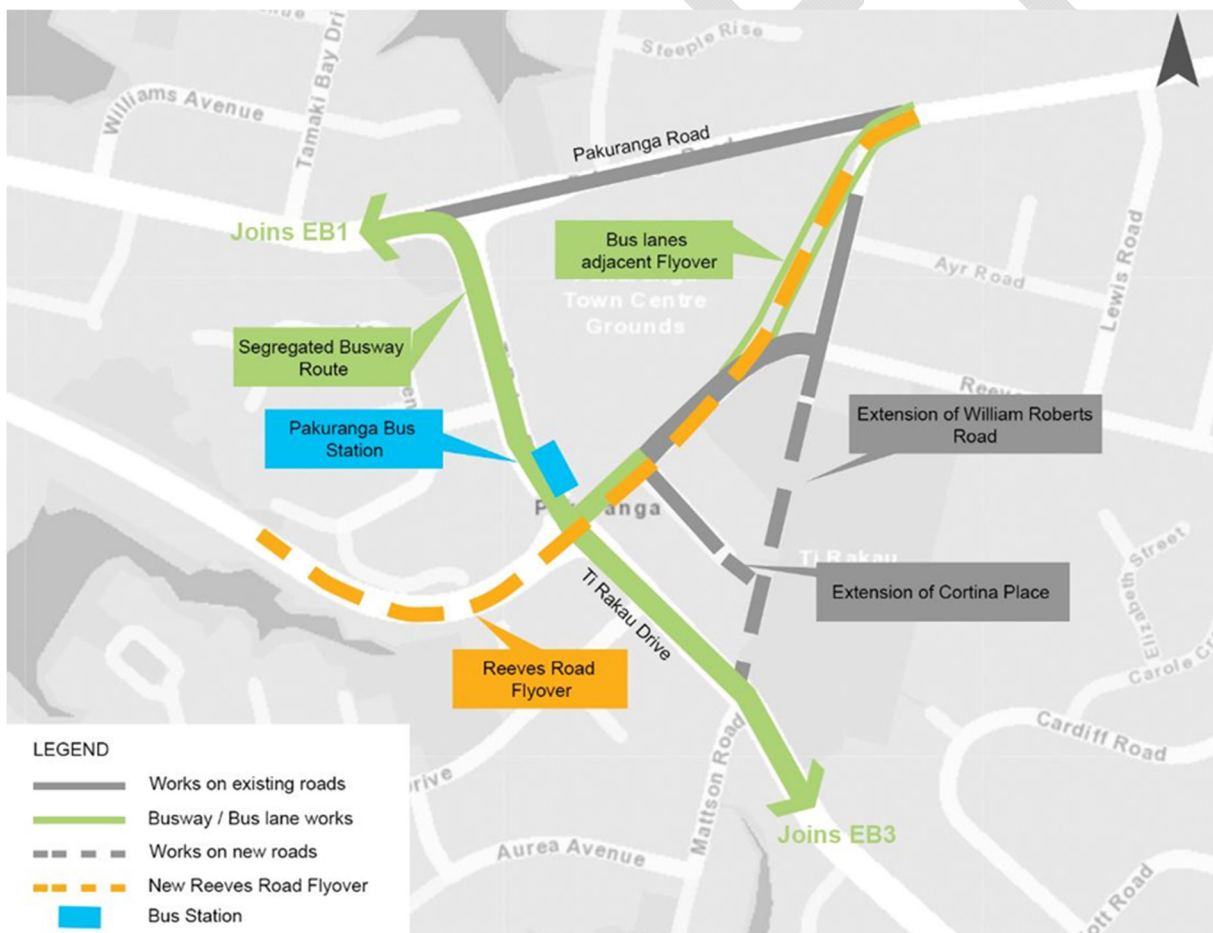 Steeple Rise
Tamaki Bay Dri
Williams Avenue
Pakuranga Road
Joins EB1
Bus lanes
adjacent Flyover
Town Centre
Grounds
Ayr Road
Lewis Road
Segregated Busway
Route
Reev
Pakuranga Bus
Station
Extension of William Roberts
Road
Ti Rakau
Extension of Cortina Place
Elizabeth Street
Carole Cr
Ti Rakau Drive
Reeves Road
Flyover
Cardiff Road
Mattson Road
rive
Joins EB3
Aurea Avenue
ott Road
LEGEND
Works on existing roads
Busway / Bus lane works
Works on new roads
New Reeves Road Flyover
Bus Station